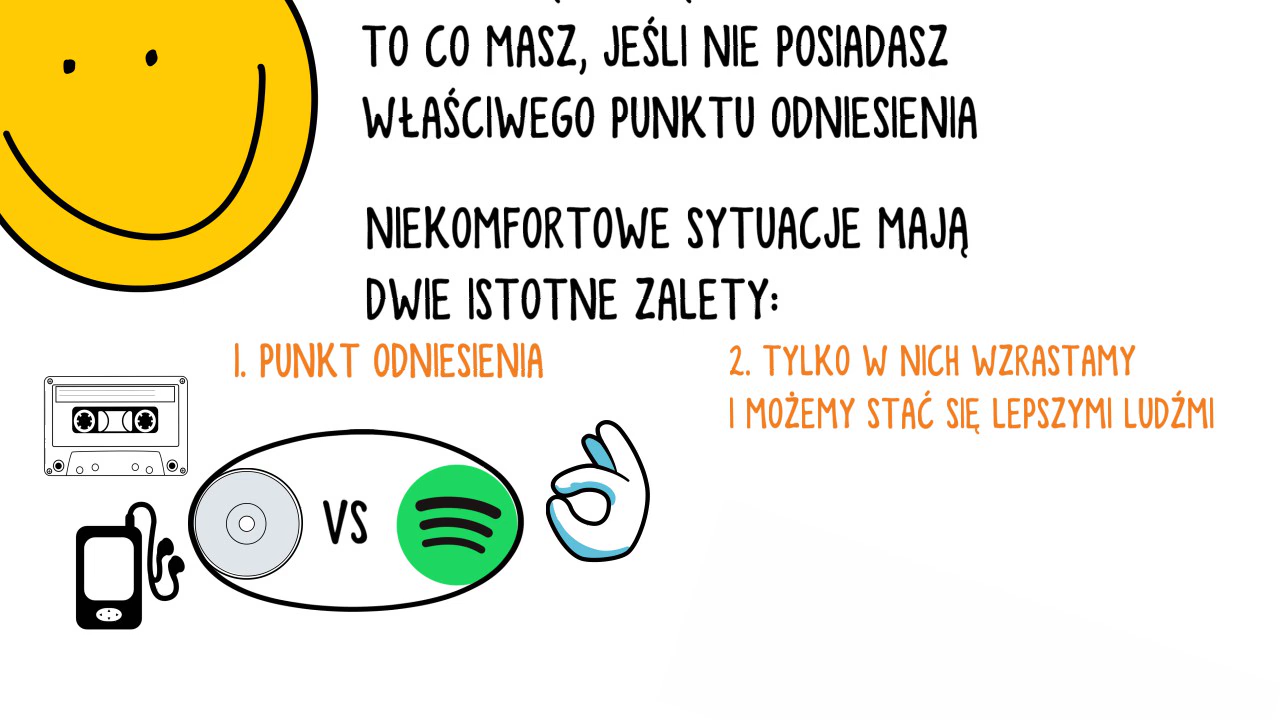 TO CO MASZ, JEŚLI NIE POSIADASZ
WŁAŚCIWEGO PUNKTU ODNIESIENIA
NIEKOMFORTOWE SYTUACJE MAJĄ
DWIE ISTOTNE ZALETY:
1. PUNKT ODNIESIENIA
2. TYLKO W NICH WZRASTAMY
I MOŻEMY STAĆ SIĘ LEPSZYMI LUDŹMI
VS